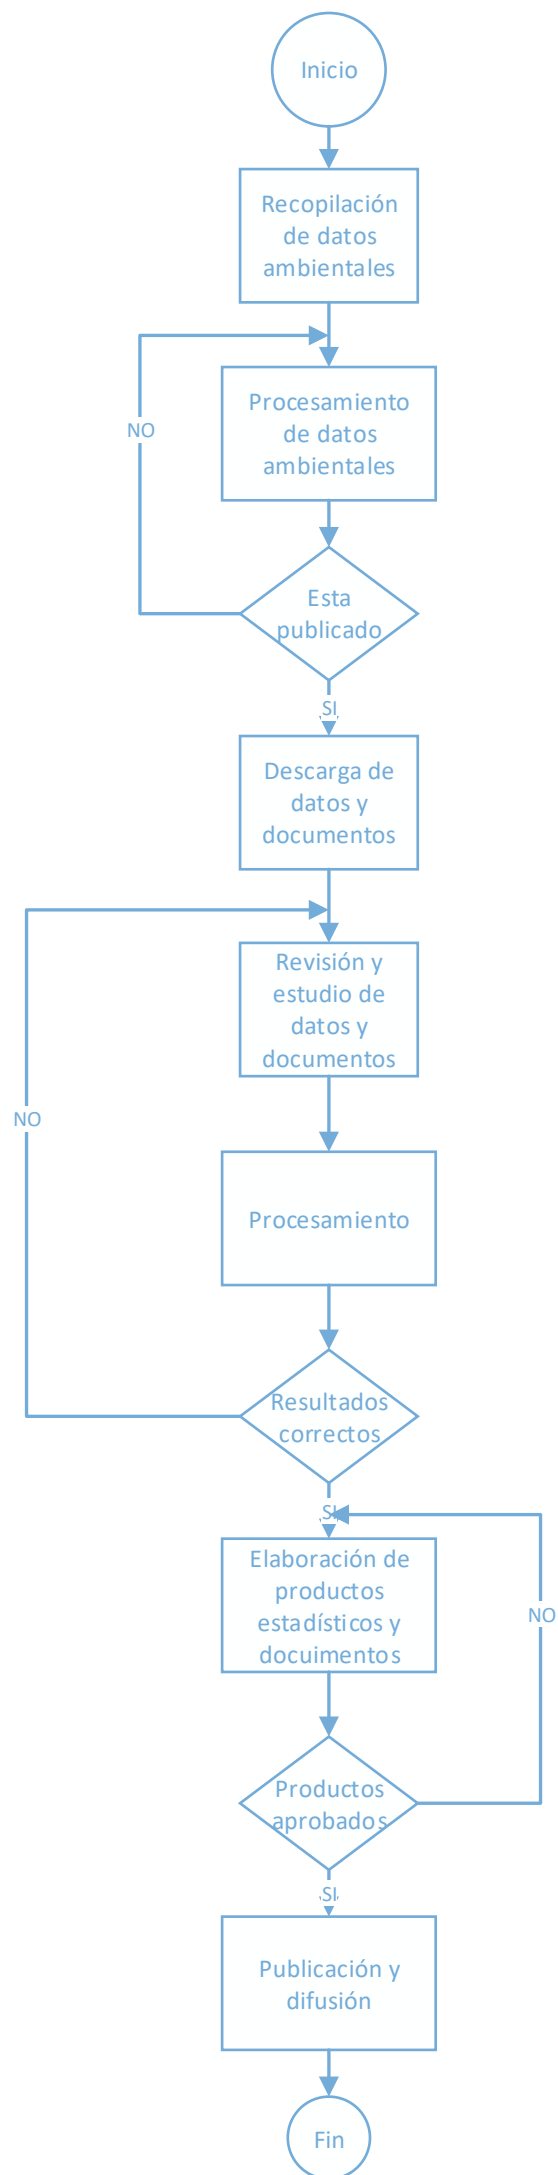 Inicio
Recopilación
de datos
ambientales
Procesamiento
de datos
ambientales
NO
Esta
publicado
SI
Descarga de
datos y
documentos
Revisión y
estudio de
datos y
documentos
NO
Procesamiento
Resultados
correctos
SI
Elaboración de
productos
estadísticos y
docuimentos
NO
Productos
aprobados
SI
Publicación y
difusión
Fin